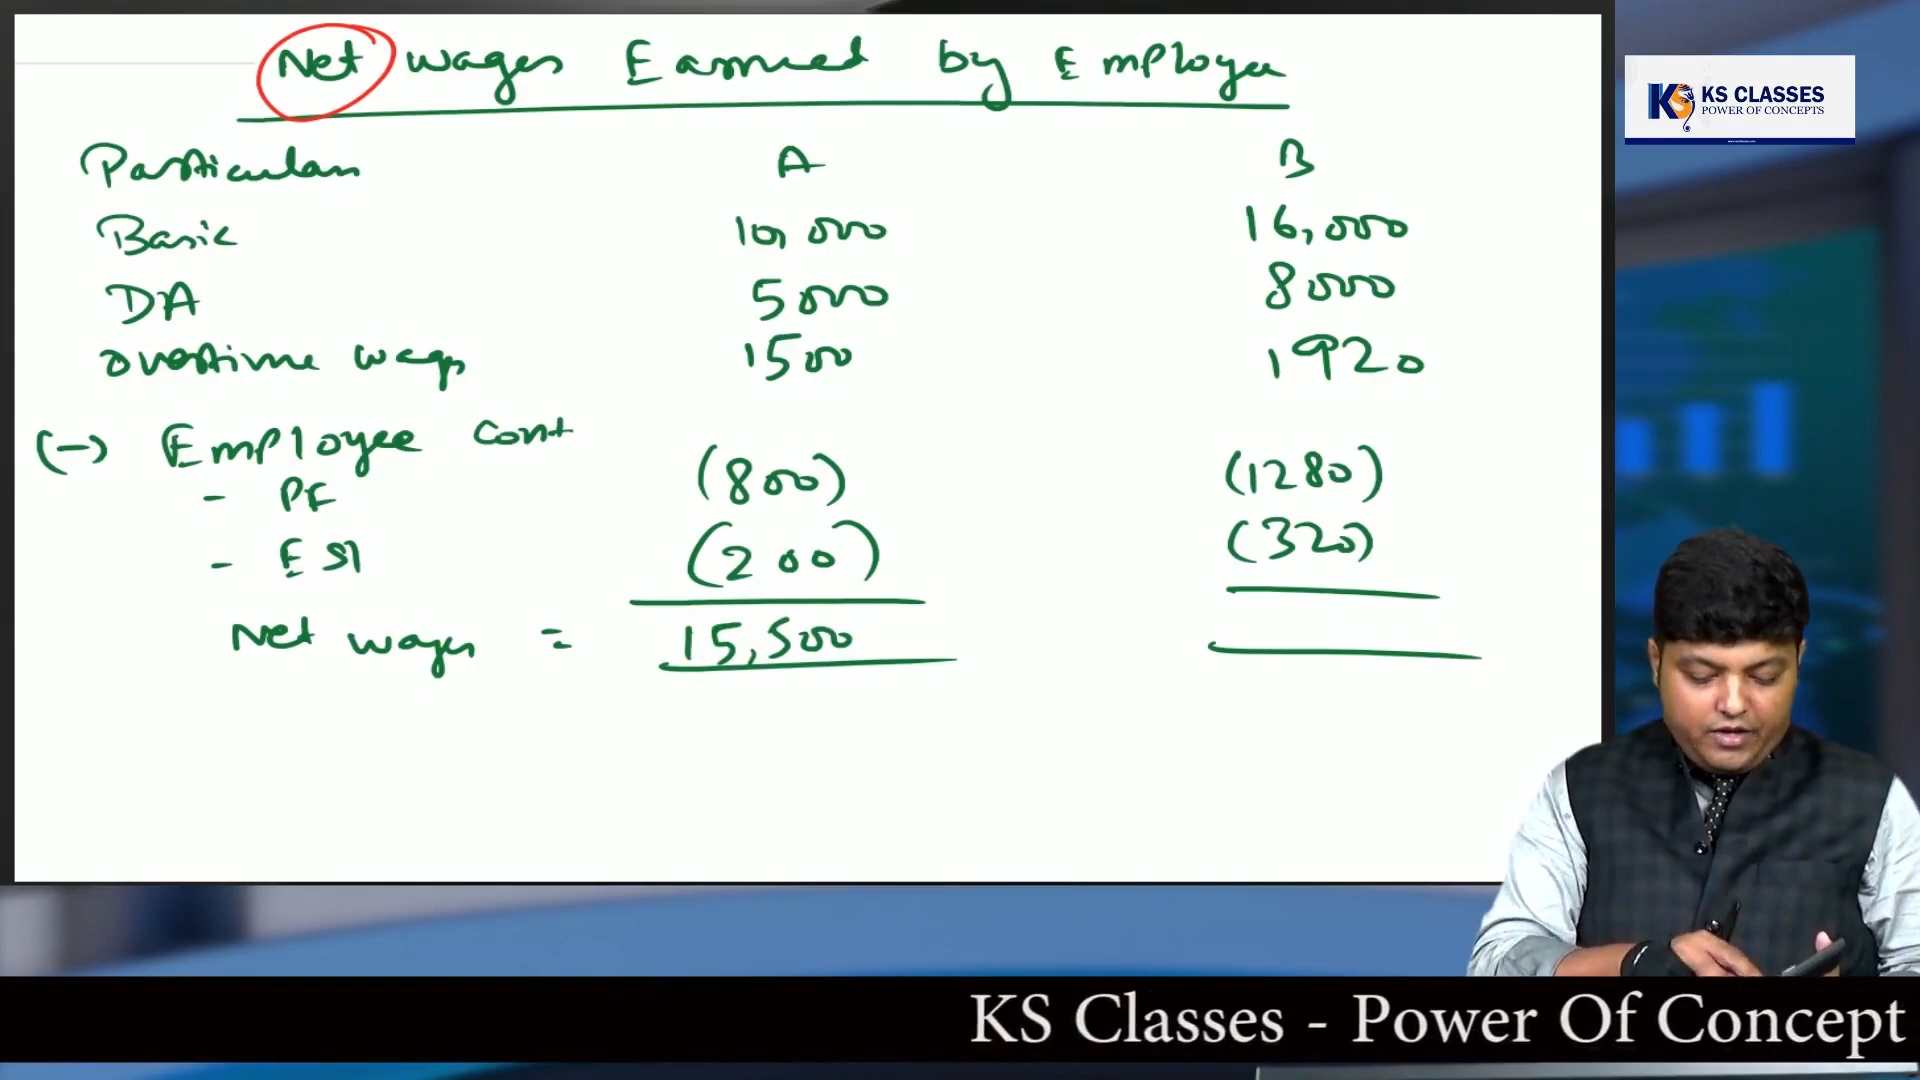 Net wages Earned by Employee
Particulars A B
Basic 10,000 16,000
DA 5000 8000
overtime wages 1500 1920
(-) Employee Cont
- PF (800) (1280)
- ESI (200) (320)
Net wages = 15,500
KS CLASSES
POWER OF CONCEPTS
KS Classes - Power Of Concept